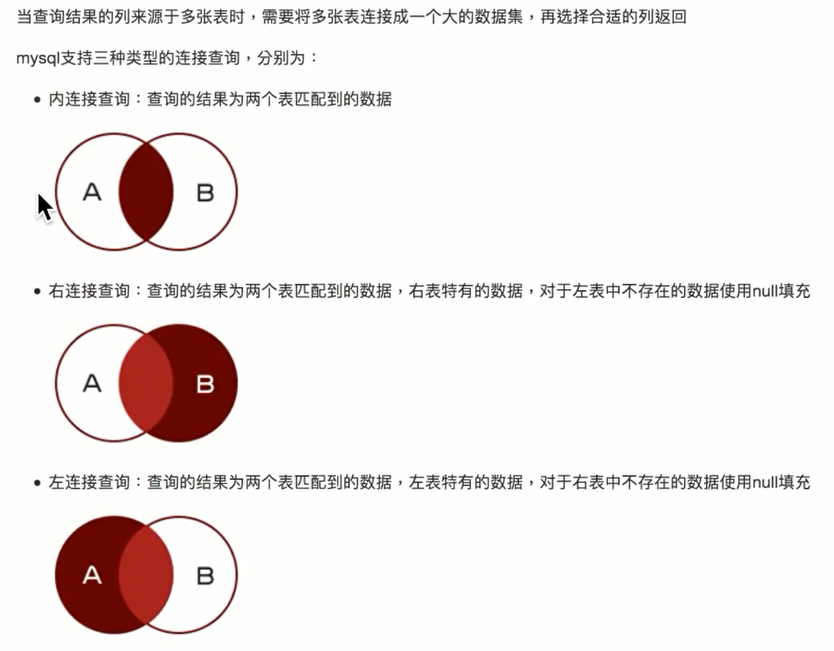 当查询结果的列来源于多张表时，需要将多张表连接成一个大的数据集，再选择合适的列返回
mysql支持三种类型的连接查询，分别为：
• 内连接查询：查询的结果为两个表匹配到的数据
A B
• 右连接查询：查询的结果为两个表匹配到的数据，右表特有的数据，对于左表中不存在的数据使用null填充
A B
• 左连接查询：查询的结果为两个表匹配到的数据，左表特有的数据，对于右表中不存在的数据使用null填充
A B